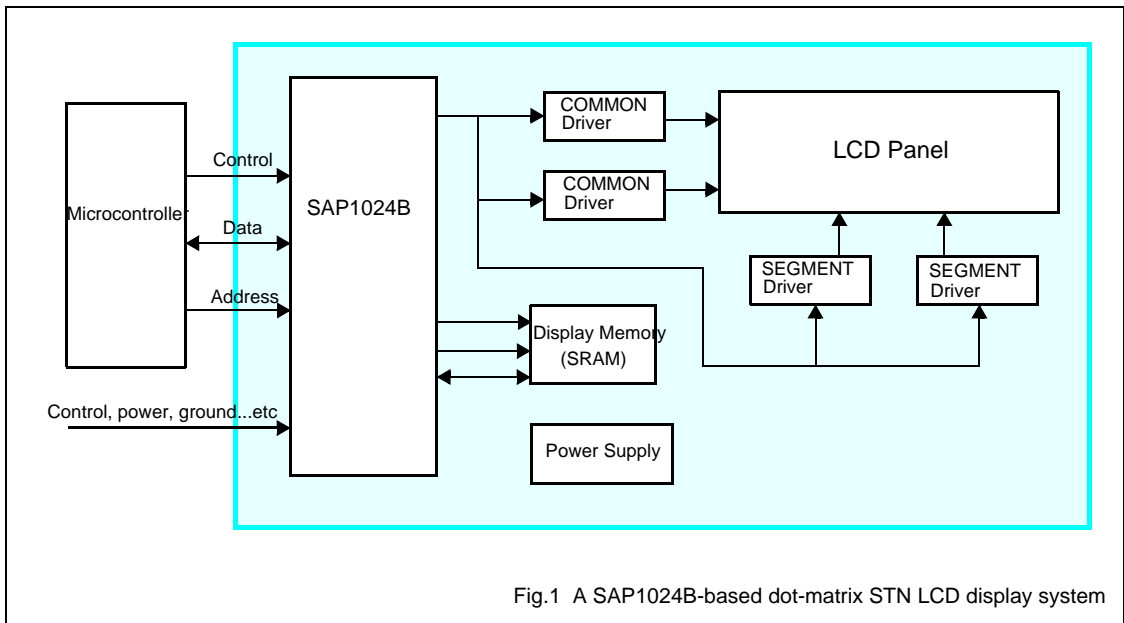 Microcontroller
Control
Data
Address
Control, power, ground...etc
SAP1024B
COMMON
Driver
COMMON
Driver
LCD Panel
SEGMENT
Driver
SEGMENT
Driver
Display Memory
(SRAM)
Power Supply
Fig.1 A SAP1024B-based dot-matrix STN LCD display system